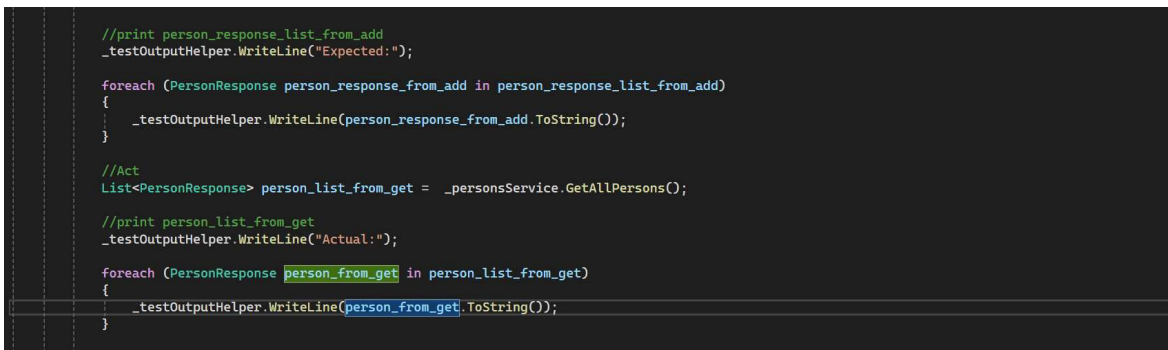 //print person_response_list_from_add
_testOutputHelper.WriteLine("Expected:");
foreach (PersonResponse person_response_from_add in person_response_list_from_add)
{
_testOutputHelper.WriteLine(person_response_from_add.ToString());
}
//Act
List<PersonResponse> person_list_from_get = _personsService.GetAllPersons();
//print person_list_from_get
_testOutputHelper.WriteLine("Actual:");
foreach (PersonResponse person_from_get in person_list_from_get)
{
_testOutputHelper.WriteLine(person_from_get.ToString());
}